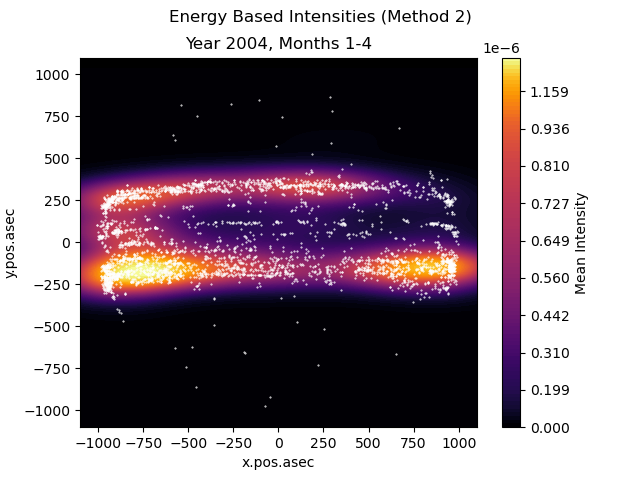 Energy Based Intensities (Method 2)
Year 2004, Months 1-4
1e−6
1000
750
500
250
0
−250
−500
−750
−1000
y.pos.asec
−1000 −750 −500 −250 0 250 500 750 1000
x.pos.asec
1.159
0.936
0.810
0.727
0.649
0.560
0.442
0.310
0.199
0.000
Mean Intensity